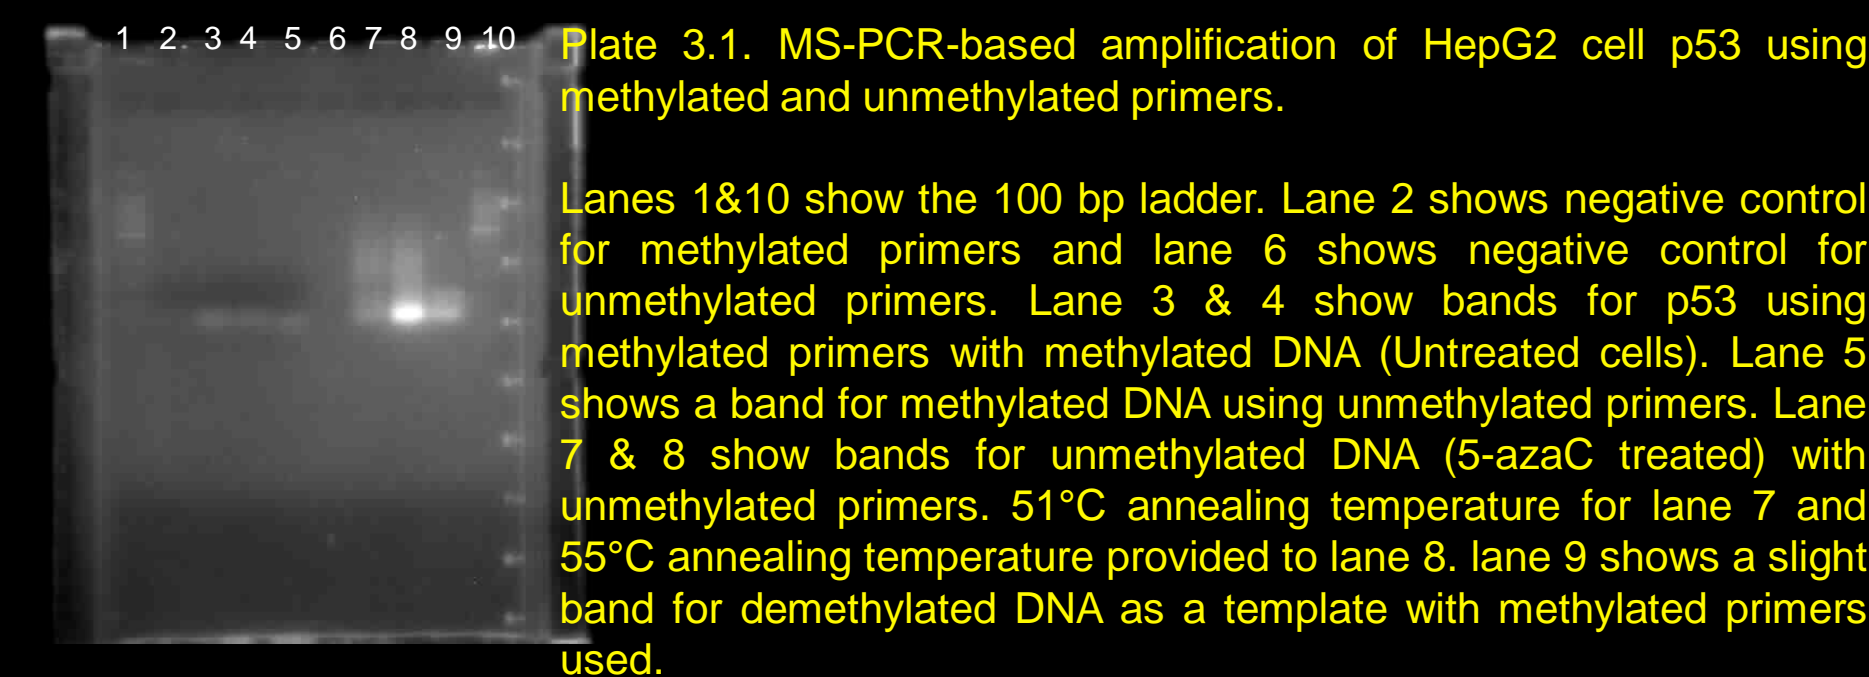 1 2 3 4 5 6 7 8 9 10
Plate 3.1. MS-PCR-based amplification of HepG2 cell p53 using
methylated and unmethylated primers.
Lanes 1&10 show the 100 bp ladder. Lane 2 shows negative control
for methylated primers and lane 6 shows negative control for
unmethylated primers. Lane 3 & 4 show bands for p53 using
methylated primers with methylated DNA (Untreated cells). Lane 5
shows a band for methylated DNA using unmethylated primers. Lane
7 & 8 show bands for unmethylated DNA (5-azaC treated) with
unmethylated primers. 51°C annealing temperature for lane 7 and
55°C annealing temperature provided to lane 8. lane 9 shows a slight
band for demethylated DNA as a template with methylated primers
used.